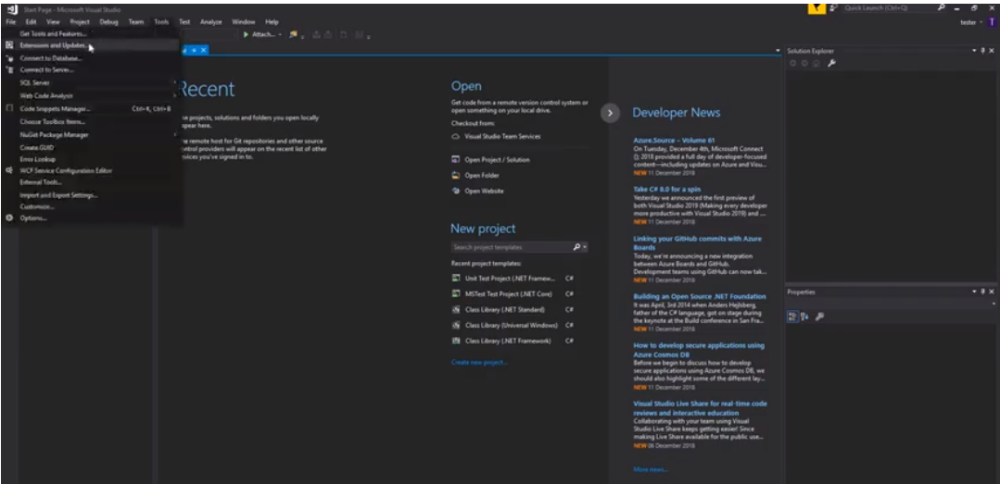 Start Page - Microsoft Visual Studio
Quick Launch (Ctrl+Q)
File Edit View Project Debug Team Tools Test Analyze Window Help
tester
T
Attach...
Get Tools and Features...
Extensions and Updates...
Connect to Database...
Connect to Server...
SQL Server
Web Code Analysis
Code Snippets Manager... Ctrl+K, Ctrl+B
Choose Toolbox Items...
NuGet Package Manager
Create GUID
Error Lookup
WCF Service Configuration Editor
External Tools...
Import and Export Settings...
Customize...
Options...
Recent
projects, solutions and folders you open locally
appear here.
remote host for Git repositories and other source
control providers will appear on the recent list of other
devices you've signed in to.
Open
Get code from a remote version control system or
open something on your local drive.
Checkout from:
Visual Studio Team Services
Open Project / Solution
Open Folder
Open Website
New project
Search project templates
Recent project templates:
Unit Test Project (.NET Framew... C#
MSTest Test Project (.NET Core) C#
Class Library (.NET Standard) C#
Class Library (Universal Windows) C#
Class Library (.NET Framework) C#
Create new project...
Developer News
Azure.Source – Volume 61
On Tuesday, December 4th, Microsoft Connect
(); 2018 provided a full day of developer-focused
content—including updates on Azure and Visu...
NEW 11 December 2018
Take C# 8.0 for a spin
Yesterday we announced the first preview of
both Visual Studio 2019 (Making every developer
more productive with Visual Studio 2019) and ...
NEW 11 December 2018
Linking your GitHub commits with Azure
Boards
Today, we're announcing a new integration
between Azure Boards and GitHub.
Development teams using GitHub can now tak...
NEW 11 December 2018
Building an Open Source .NET Foundation
It was April, 3rd 2014 when Anders Hejlsberg,
father of the C# language, got on stage during
the keynote at the Build conference in San Fra...
NEW 11 December 2018
How to develop secure applications using
Azure Cosmos DB
Before we begin to discuss how to develop
secure applications using Azure Cosmos DB, we
should also highlight some of the different lay...
NEW 11 December 2018
Visual Studio Live Share for real-time code
reviews and interactive education
Collaborating with your team using Visual
Studio Live Share keeps getting easier! Since
making Live Share available for the public use...
NEW 06 December 2018
More news...
Solution Explorer
Properties